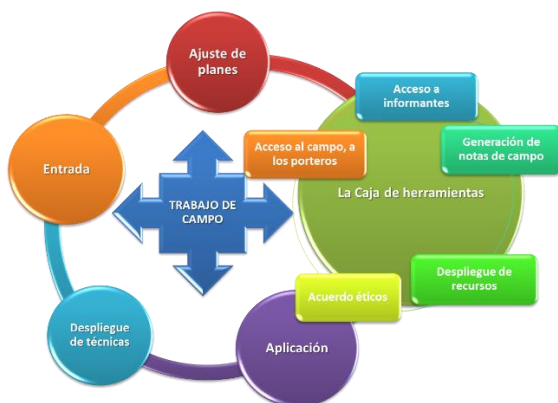 Ajuste de
planes
Acceso a
informantes
Generación de
notas de campo
Acceso al campo, a
los porteros
Entrada
La Caja de herramientas
TRABAJO DE
CAMPO
Despliegue de
recursos
Acuerdo éticos
Despliegue
de técnicas
Aplicación